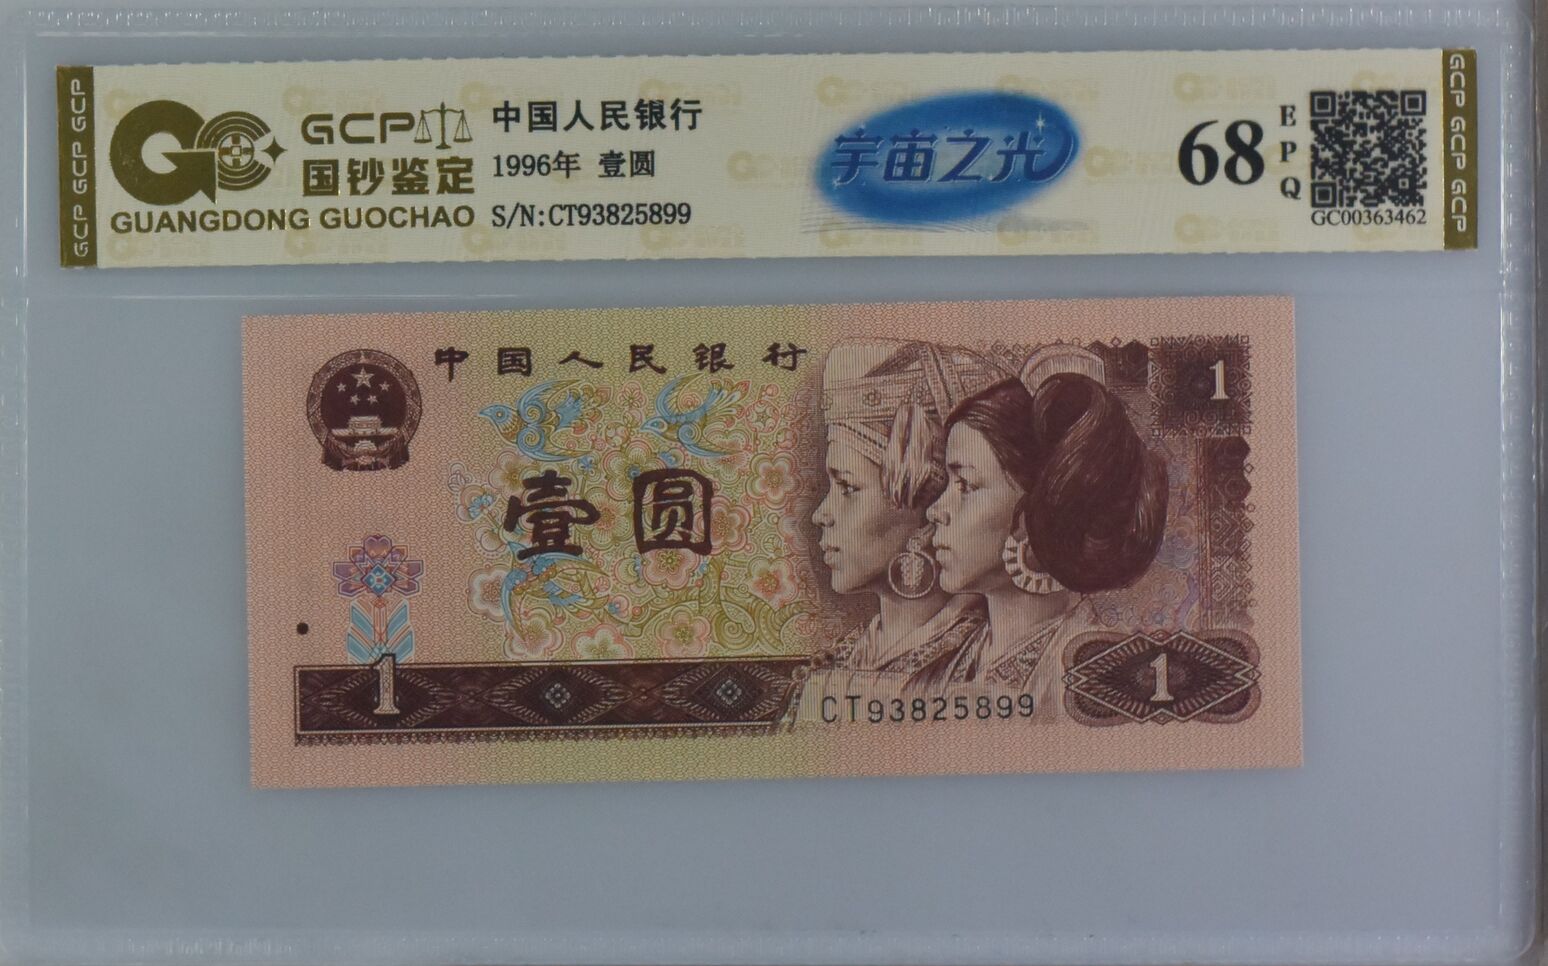 GCP GCP GCP
GCP
国钞鉴定
GUANGDONG GUOCHAO
中国人民银行
1996年 壹圆
S/N:CT93825899
宇宙之光
68
EPQ
GC00363462
GCP GCP GCP
中国人民银行
1
壹圆
1
CT93825899
1